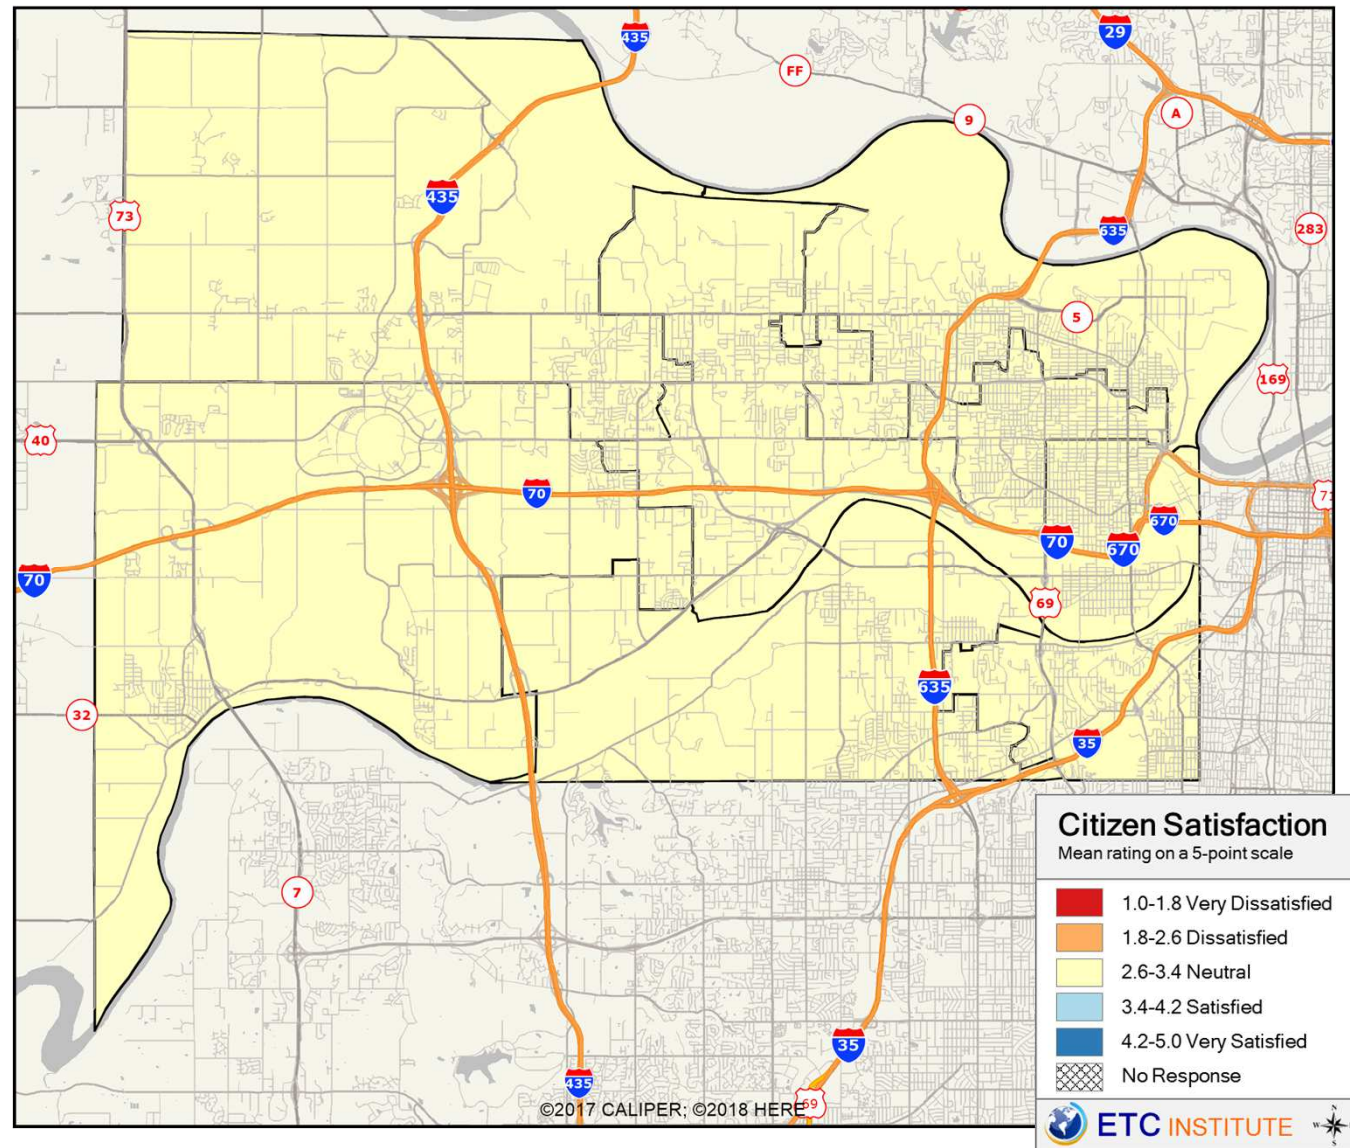 435
29
FF
9
A
435
73
635
283
5
169
40
70
71
670
70
670
70
69
635
32
35
Citizen Satisfaction
Mean rating on a 5-point scale
7
1.0-1.8 Very Dissatisfied
1.8-2.6 Dissatisfied
2.6-3.4 Neutral
3.4-4.2 Satisfied
4.2-5.0 Very Satisfied
35
No Response
435
69
©2017 CALIPER; ©2018 HERE
ETC INSTITUTE
N
W E
S